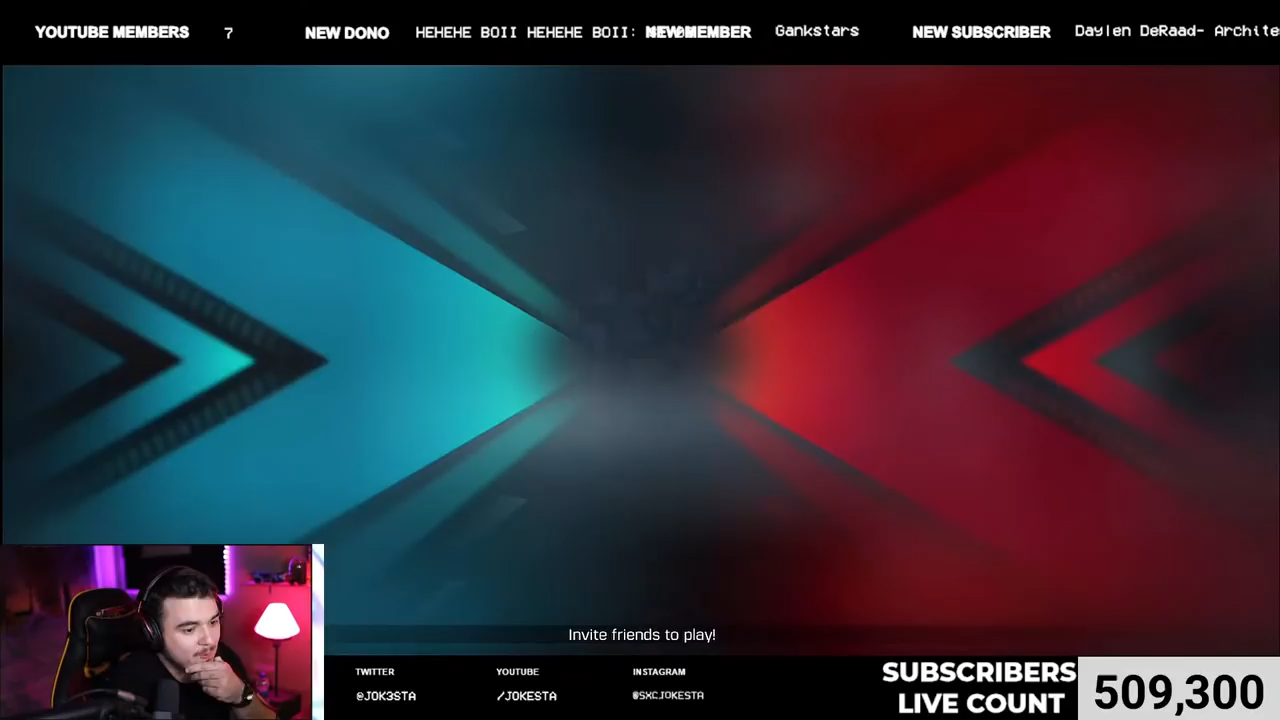 YOUTUBE MEMBERS 7 NEW DONO HEHEHE BOII HEHEHE BOII: NEW MEMBER Gankstars NEW SUBSCRIBER Daylen DeRaad- Archite
Invite friends to play!
TWITTER YOUTUBE INSTAGRAM
@JOK3STA /JOKESTA @SXCJOKESTA
SUBSCRIBERS
LIVE COUNT
509,300